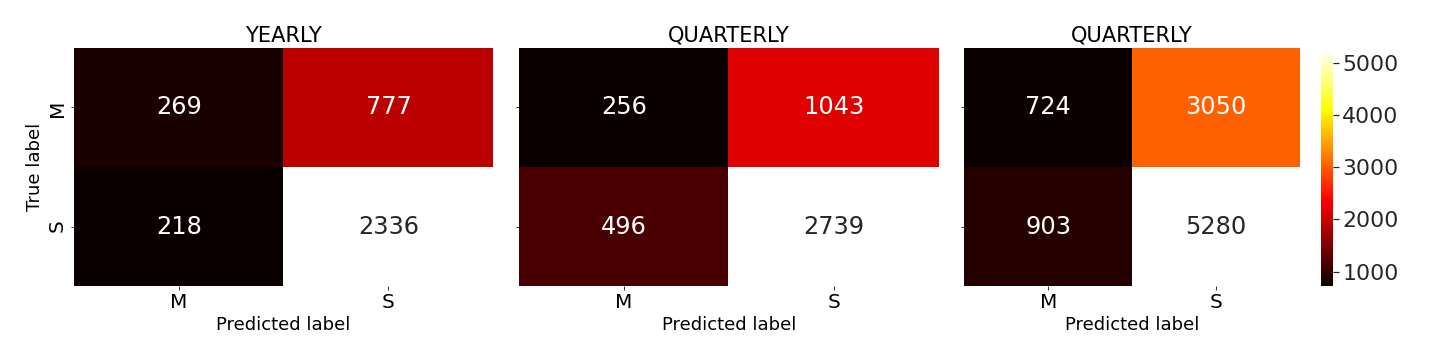 YEARLY
QUARTERLY
QUARTERLY
True label
M
269
777
256
1043
724
3050
S
218
2336
496
2739
903
5280
M
S
M
S
M
S
Predicted label
Predicted label
Predicted label
5000
4000
3000
2000
1000